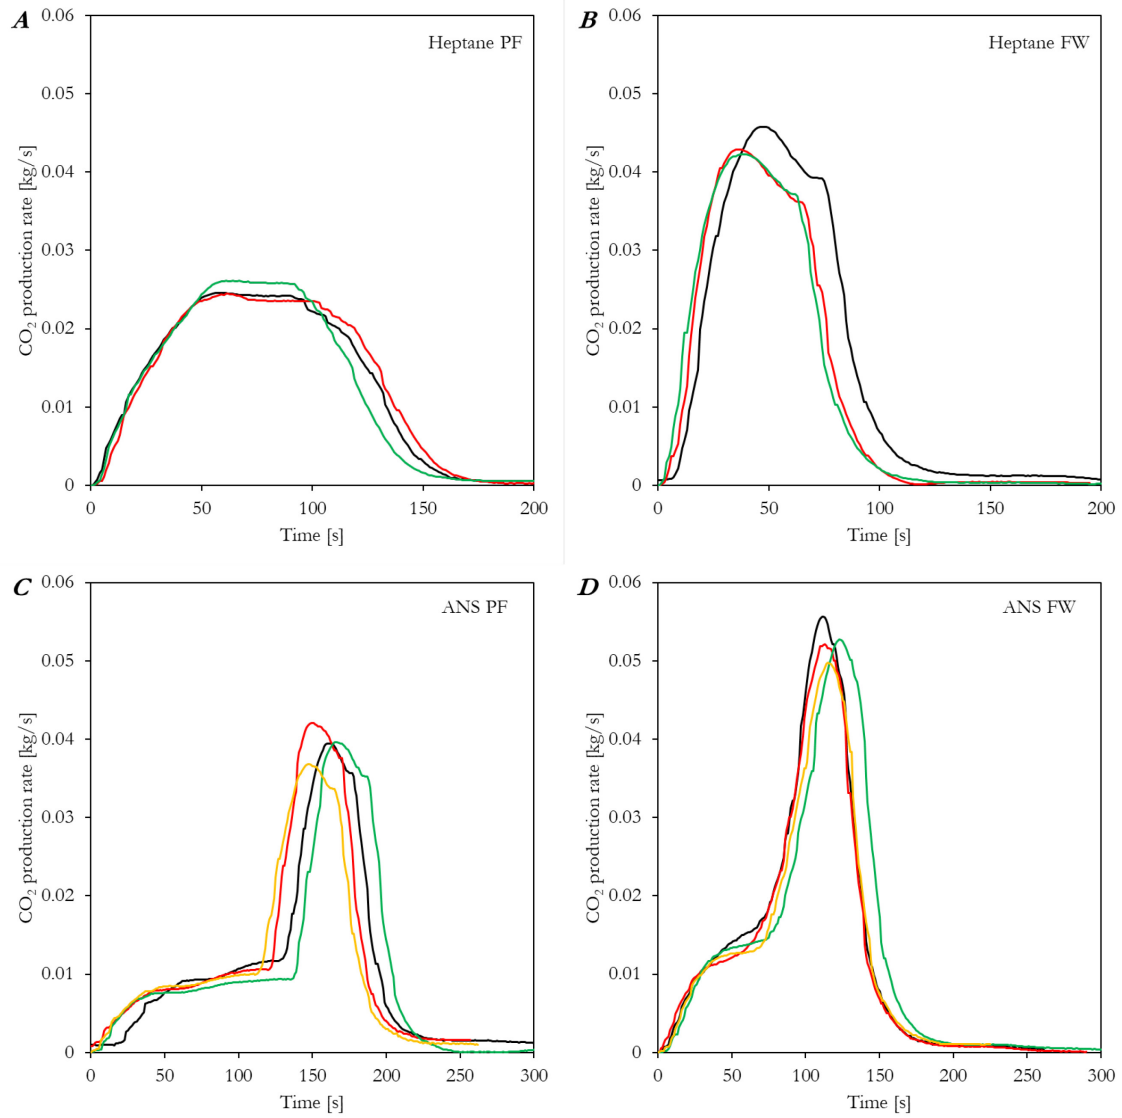 A
Heptane PF
CO₂ production rate [kg/s]
0.06
0.05
0.04
0.03
0.02
0.01
0
0 50 100 150 200
Time [s]
B
Heptane FW
CO₂ production rate [kg/s]
0.06
0.05
0.04
0.03
0.02
0.01
0
0 50 100 150 200
Time [s]
C
ANS PF
CO₂ production rate [kg/s]
0.06
0.05
0.04
0.03
0.02
0.01
0
0 50 100 150 200 250 300
Time [s]
D
ANS FW
CO₂ production rate [kg/s]
0.06
0.05
0.04
0.03
0.02
0.01
0
0 50 100 150 200 250 300
Time [s]